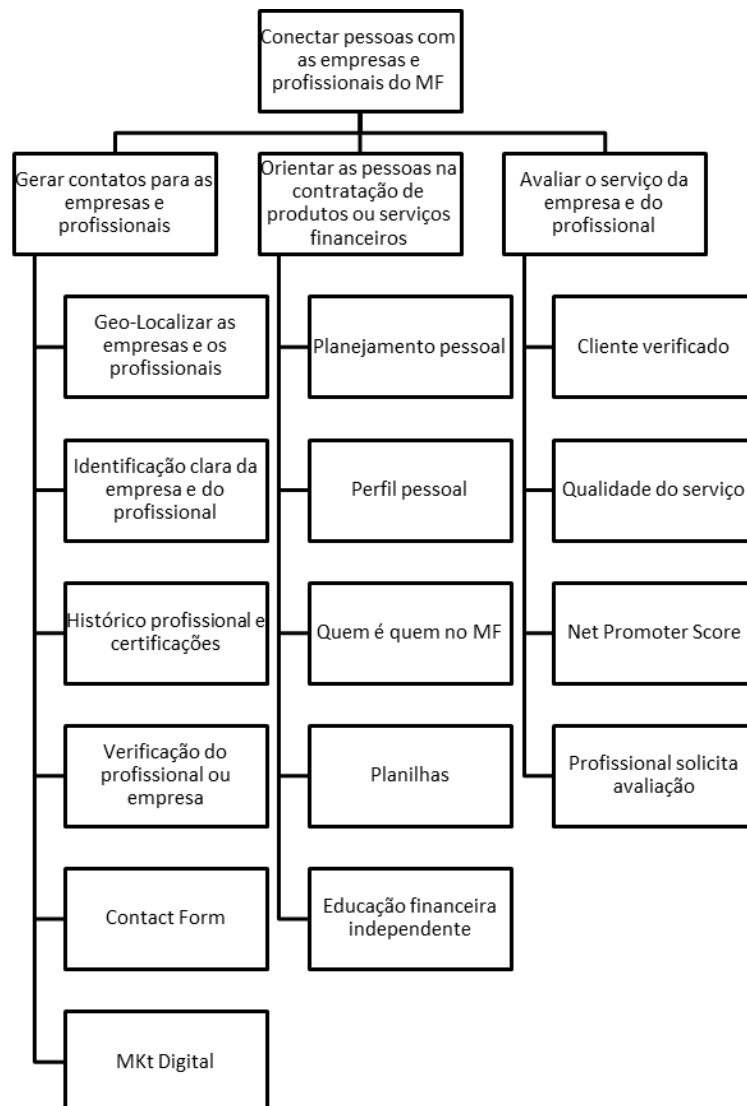 Conectar pessoas com
as empresas e
profissionais do MF
Gerar contatos para as
empresas e
profissionais
Orientar as pessoas na
contratação de
produtos ou serviços
financeiros
Avaliar o serviço da
empresa e do
profissional
Geo-Localizar as
empresas e os
profissionais
Identificação clara da
empresa e do
profissional
Histórico profissional e
certificações
Verificação do
profissional ou
empresa
Contact Form
MKt Digital
Planejamento pessoal
Perfil pessoal
Quem é quem no MF
Planilhas
Educação financeira
independente
Cliente verificado
Qualidade do serviço
Net Promoter Score
Profissional solicita
avaliação